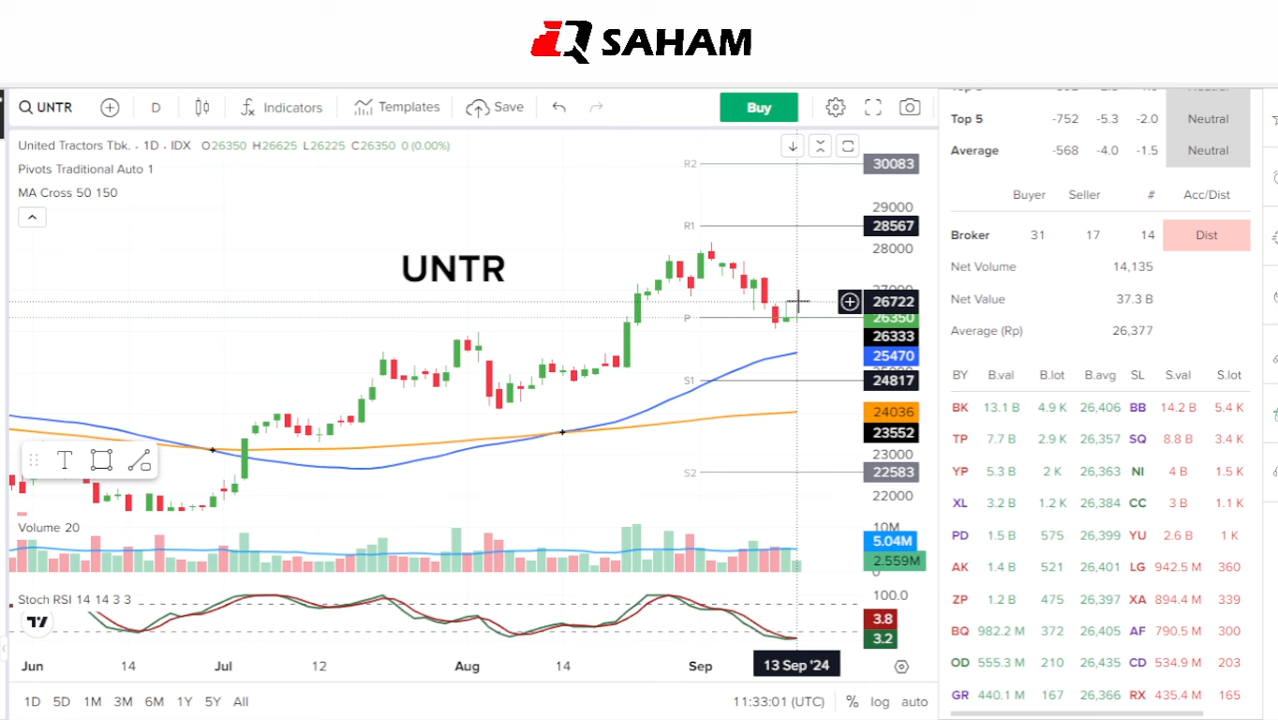 iQ SAHAM
UNTR
D
Indicators
Templates
Save
Buy
United Tractors Tbk. · 1D · IDX O26350 H26625 L26225 C26350 0 (0.00%)
Pivots Traditional Auto 1
MA Cross 50 150
UNTR
R2
R1
P
S1
S2
30083
29000
28567
28000
26722
26350
26333
25470
24817
24036
23552
23000
22583
22000
Volume 20
10M
5.04M
2.559M
0
Stoch RSI 14 14 3 3
100.0
3.8
3.2
Jun 14 Jul 12 Aug 14 Sep 13 Sep '24
1D 5D 1M 3M 6M 1Y 5Y All 11:33:01 (UTC) % log auto
Top 5 -752 -5.3 -2.0 Neutral
Average -568 -4.0 -1.5 Neutral
Buyer Seller # Acc/Dist
Broker 31 17 14 Dist
Net Volume 14,135
Net Value 37.3 B
Average (Rp) 26,377
BY B.val B.lot B.avg SL S.val S.lot
BK 13.1 B 4.9 K 26,406 BB 14.2 B 5.4 K
TP 7.7 B 2.9 K 26,357 SQ 8.8 B 3.4 K
YP 5.3 B 2 K 26,363 NI 4 B 1.5 K
XL 3.2 B 1.2 K 26,384 CC 3 B 1.1 K
PD 1.5 B 575 26,399 YU 2.6 B 1 K
AK 1.4 B 521 26,401 LG 942.5 M 360
ZP 1.2 B 475 26,397 XA 894.4 M 339
BQ 982.2 M 372 26,405 AF 790.5 M 300
OD 555.3 M 210 26,435 CD 534.9 M 203
GR 440.1 M 167 26,366 RX 435.4 M 165